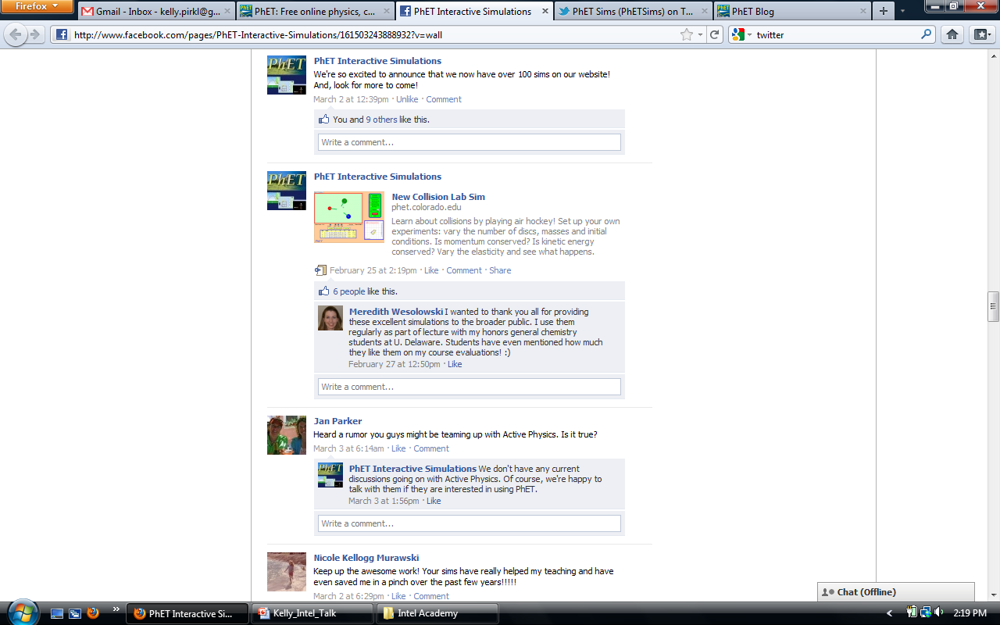 Firefox
Gmail - Inbox - kelly.pirkl@g...
PhET: Free online physics, c...
PhET Interactive Simulations
PhET Sims (PhETSims) on T...
PhET Blog
http://www.facebook.com/pages/PhET-Interactive-Simulations/161503243888932?v=wall
twitter
PhET
PhET Interactive Simulations
We're so excited to announce that we now have over 100 sims on our website!
And, look for more to come!
March 2 at 12:39pm · Unlike · Comment
You and 9 others like this.
Write a comment...
PhET
PhET Interactive Simulations
New Collision Lab Sim
phet.colorado.edu
Learn about collisions by playing air hockey! Set up your own
experiments: vary the number of discs, masses and initial
conditions. Is momentum conserved? Is kinetic energy
conserved? Vary the elasticity and see what happens.
February 25 at 2:19pm · Like · Comment · Share
6 people like this.
Meredith Wesolowski I wanted to thank you all for providing
these excellent simulations to the broader public. I use them
regularly as part of lecture with my honors general chemistry
students at U. Delaware. Students have even mentioned how much
they like them on my course evaluations! :)
February 27 at 12:50pm · Like
Write a comment...
Jan Parker
Heard a rumor you guys might be teaming up with Active Physics. Is it true?
March 3 at 6:14am · Like · Comment
PhET
PhET Interactive Simulations We don't have any current
discussions going on with Active Physics. Of course, we're happy to
talk with them if they are interested in using PhET.
March 3 at 1:56pm · Like
Write a comment...
Nicole Kellogg Murawski
Keep up the awesome work! Your sims have really helped my teaching and have
even saved me in a pinch over the past few years!!!!!
March 2 at 6:29pm · Like · Comment
Chat (Offline)
PhET Interactive Si...
Kelly_Intel_Talk
Intel Academy
2:19 PM